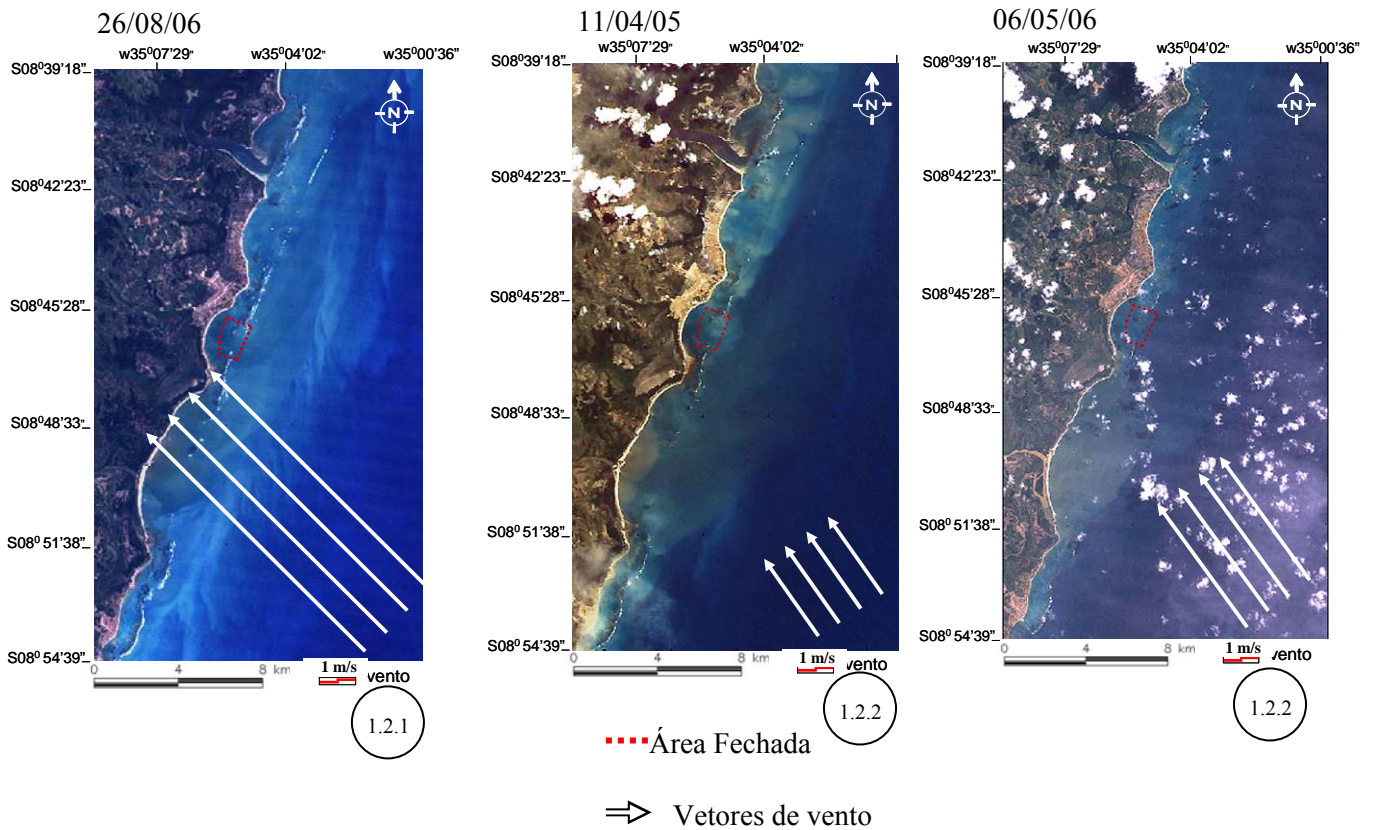 26/08/06
W35⁰07’29” W35⁰04’02” W35⁰00’36”
S08⁰39’18”
N
S08⁰42’23”
S08⁰45’28”
S08⁰48’33”
S08⁰ 51’38”
S08⁰ 54’39”
0 4 8 km
1 m/s
vento
1.2.1
11/04/05
W35⁰07’29” W35⁰04’02”
S08⁰39’18”
N
S08⁰42’23”
S08⁰45’28”
S08⁰48’33”
S08⁰51’38”
S08⁰ 54’39”
0 4 8 km
1 m/s
vento
1.2.2
06/05/06
W35⁰07’29” W35⁰04’02” W35⁰00’36”
S08⁰39’18”
N
S08⁰42’23”
S08⁰45’28”
S08⁰48’33”
S08⁰ 51’38”
S08⁰ 54’39”
0 4 8 km
1 m/s
vento
1.2.2
Área Fechada
Vetores de vento